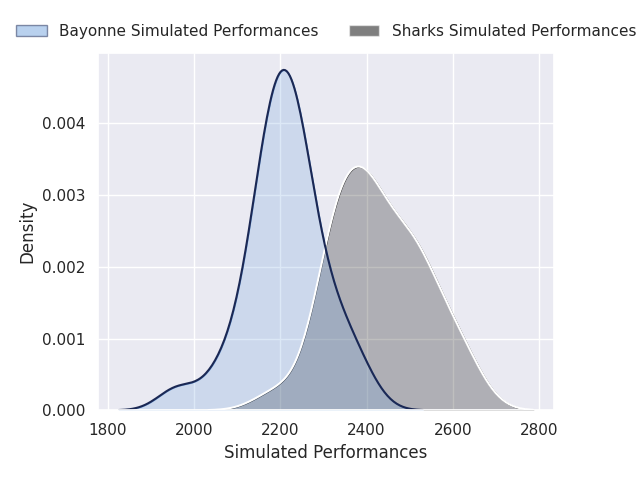 Bayonne Simulated Performances Sharks Simulated Performances
0.004
0.003
0.002
0.001
0.000
Density
1800 2000 2200 2400 2600 2800
Simulated Performances